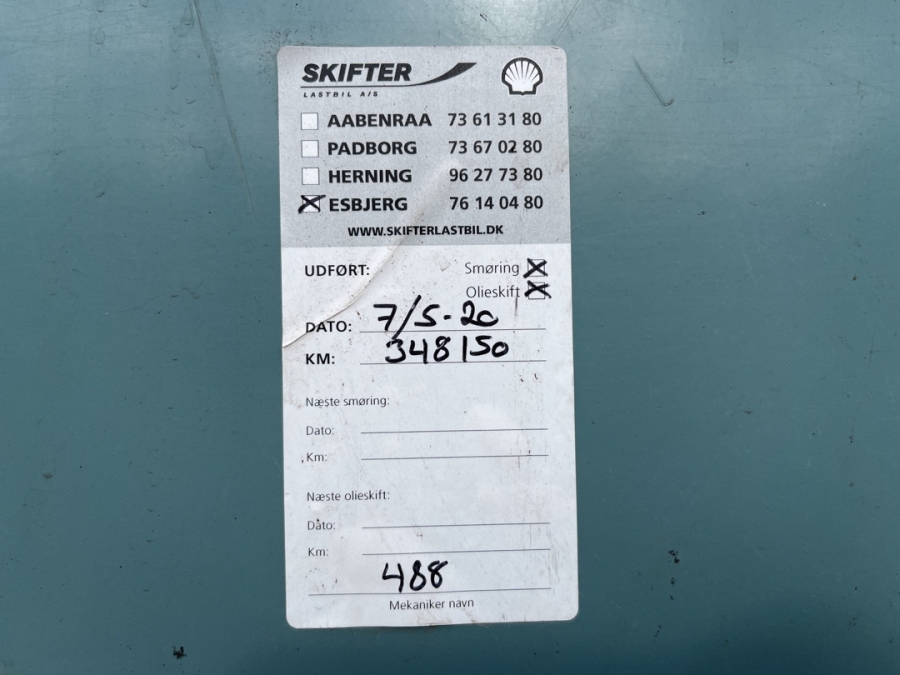 SKIFTER
LASTBIL A/S
AABENRAA 73 61 31 80
PADBORG 73 67 02 80
HERNING 96 27 73 80
ESBJERG 76 14 04 80
WWW.SKIFTERLASTBIL.DK
UDFØRT: Smøring
Olieskift
DATO: 7/5-20
KM: 348150
Næste smøring:
Dato:
Km:
Næste olieskift:
Dato:
Km:
488
Mekaniker navn